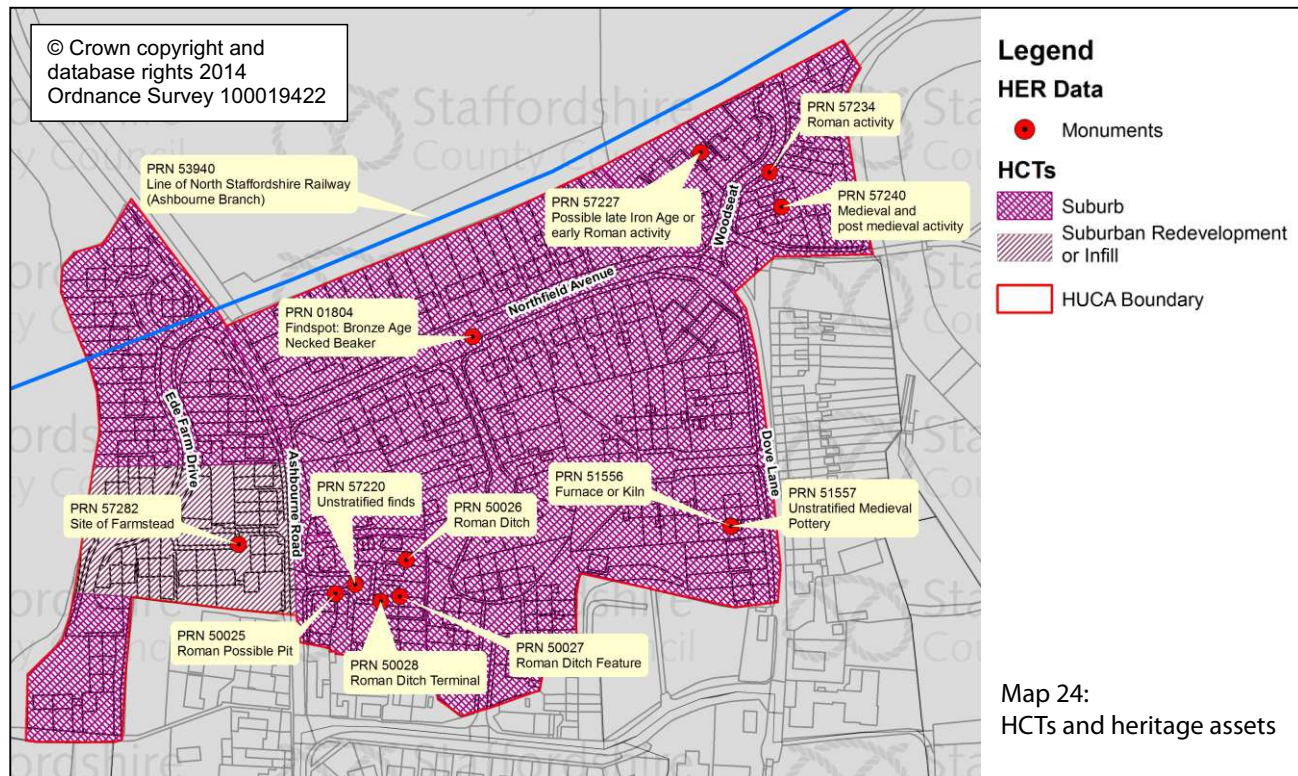 © Crown copyright and
database rights 2014
Ordnance Survey 100019422
Staffordshire
County Council
PRN 53940
Line of North Staffordshire Railway
(Ashbourne Branch)
PRN 57234
Roman activity
PRN 57227
Possible late Iron Age or
early Roman activity
PRN 57240
Medieval and
post medieval activity
Woodseat
Northfield Avenue
PRN 01804
Findspot: Bronze Age
Necked Beaker
Ede Farm Drive
Ashbourne Road
Dove Lane
PRN 57220
Unstratified finds
PRN 50026
Roman Ditch
PRN 51556
Furnace or Kiln
PRN 51557
Unstratified Medieval
Pottery
PRN 57282
Site of Farmstead
PRN 50025
Roman Possible Pit
PRN 50028
Roman Ditch Terminal
PRN 50027
Roman Ditch Feature
Legend
HER Data
Monuments
HCTs
Suburb
Suburban Redevelopment
or Infill
HUCA Boundary
Map 24:
HCTs and heritage assets